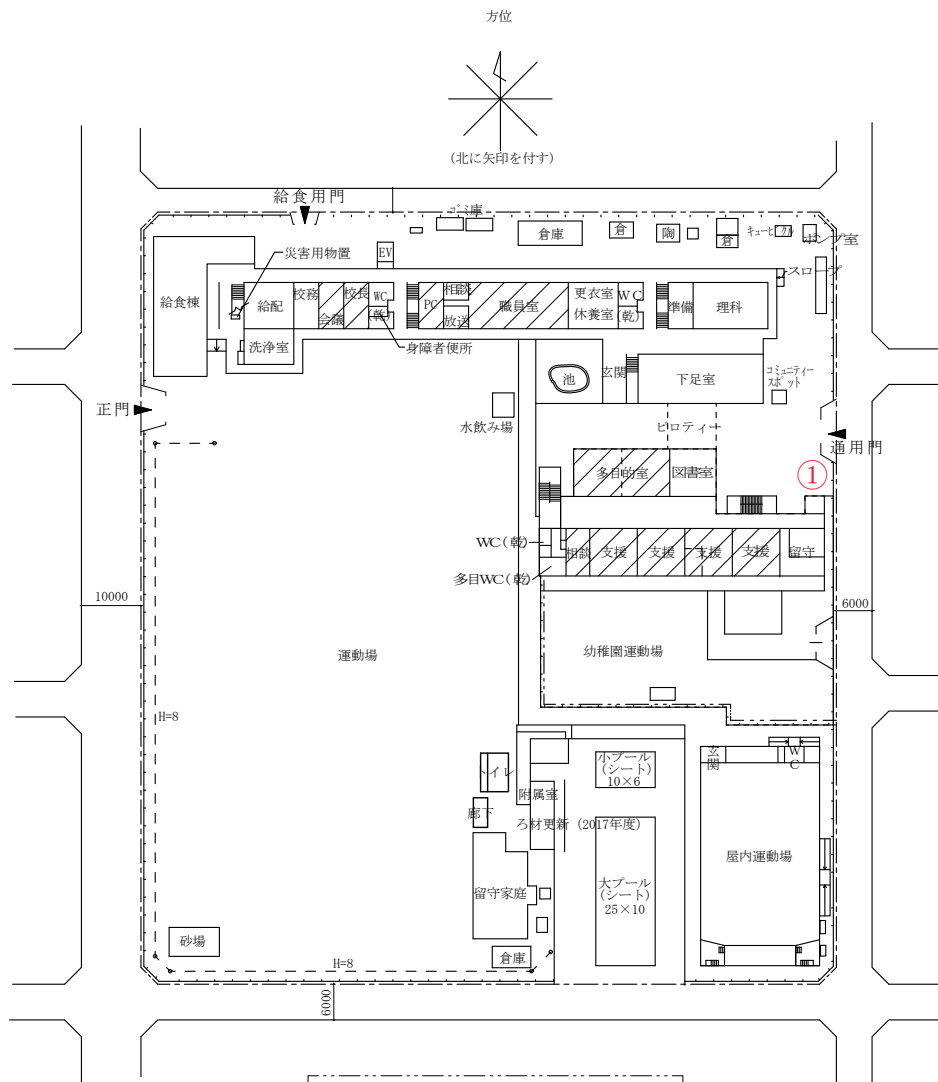 方位
(北に矢印を付す)
給食用門
ゴミ庫
倉庫
倉
陶
倉
キュービクル
ポンプ室
災害用物置
EV
スロープ
給食棟
給配
校務
会議
校長
WC
(乾)
PC
相談
放送
職員室
更衣室
休養室
WC
(乾)
準備
理科
洗浄室
身障者便所
玄関
池
下足室
コミュニティー
スポット
正門
水飲み場
ピロティー
通用門
多目的室
図書室
①
WC(乾)
相談
支援
支援
支援
支援
留守
多目WC(乾)
10000
6000
運動場
幼稚園運動場
H=8
玄関
WC
トイレ
小プール
(シート)
10×6
附属室
廊下
ろ材更新 (2017年度)
屋内運動場
留守家庭
大プール
(シート)
25×10
砂場
倉庫
H=8
6000